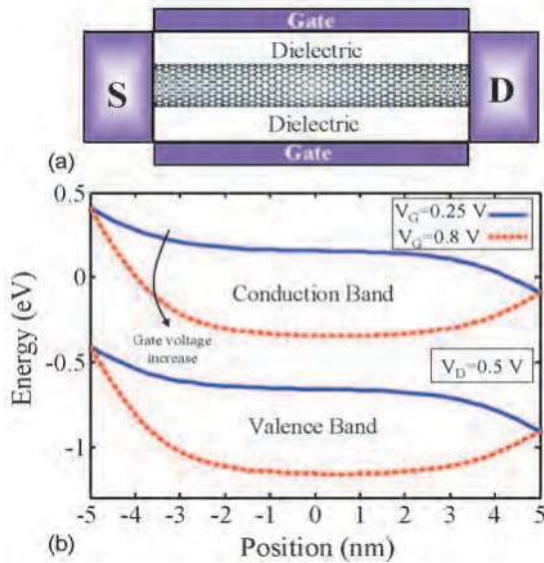 Gate
Dielectric
S
D
Dielectric
Gate
(a)
0.5
V_G=0.25 V
V_G=0.8 V
0
Conduction Band
Gate voltage
increase
-0.5
V_D=0.5 V
Valence Band
-1
Energy (eV)
-5 -4 -3 -2 -1 0 1 2 3 4 5
(b)
Position (nm)